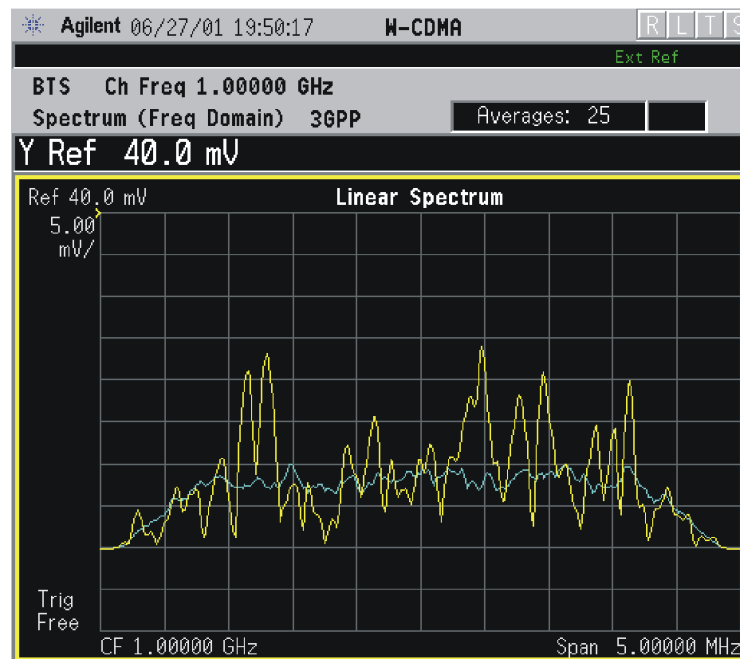 Agilent 06/27/01 19:50:17 W-CDMA R L T S
Ext Ref
BTS Ch Freq 1.00000 GHz
Spectrum (Freq Domain) 3GPP Averages: 25
Y Ref 40.0 mV
Ref 40.0 mV Linear Spectrum
5.00
mV/
Trig
Free
CF 1.00000 GHz Span 5.00000 MHz